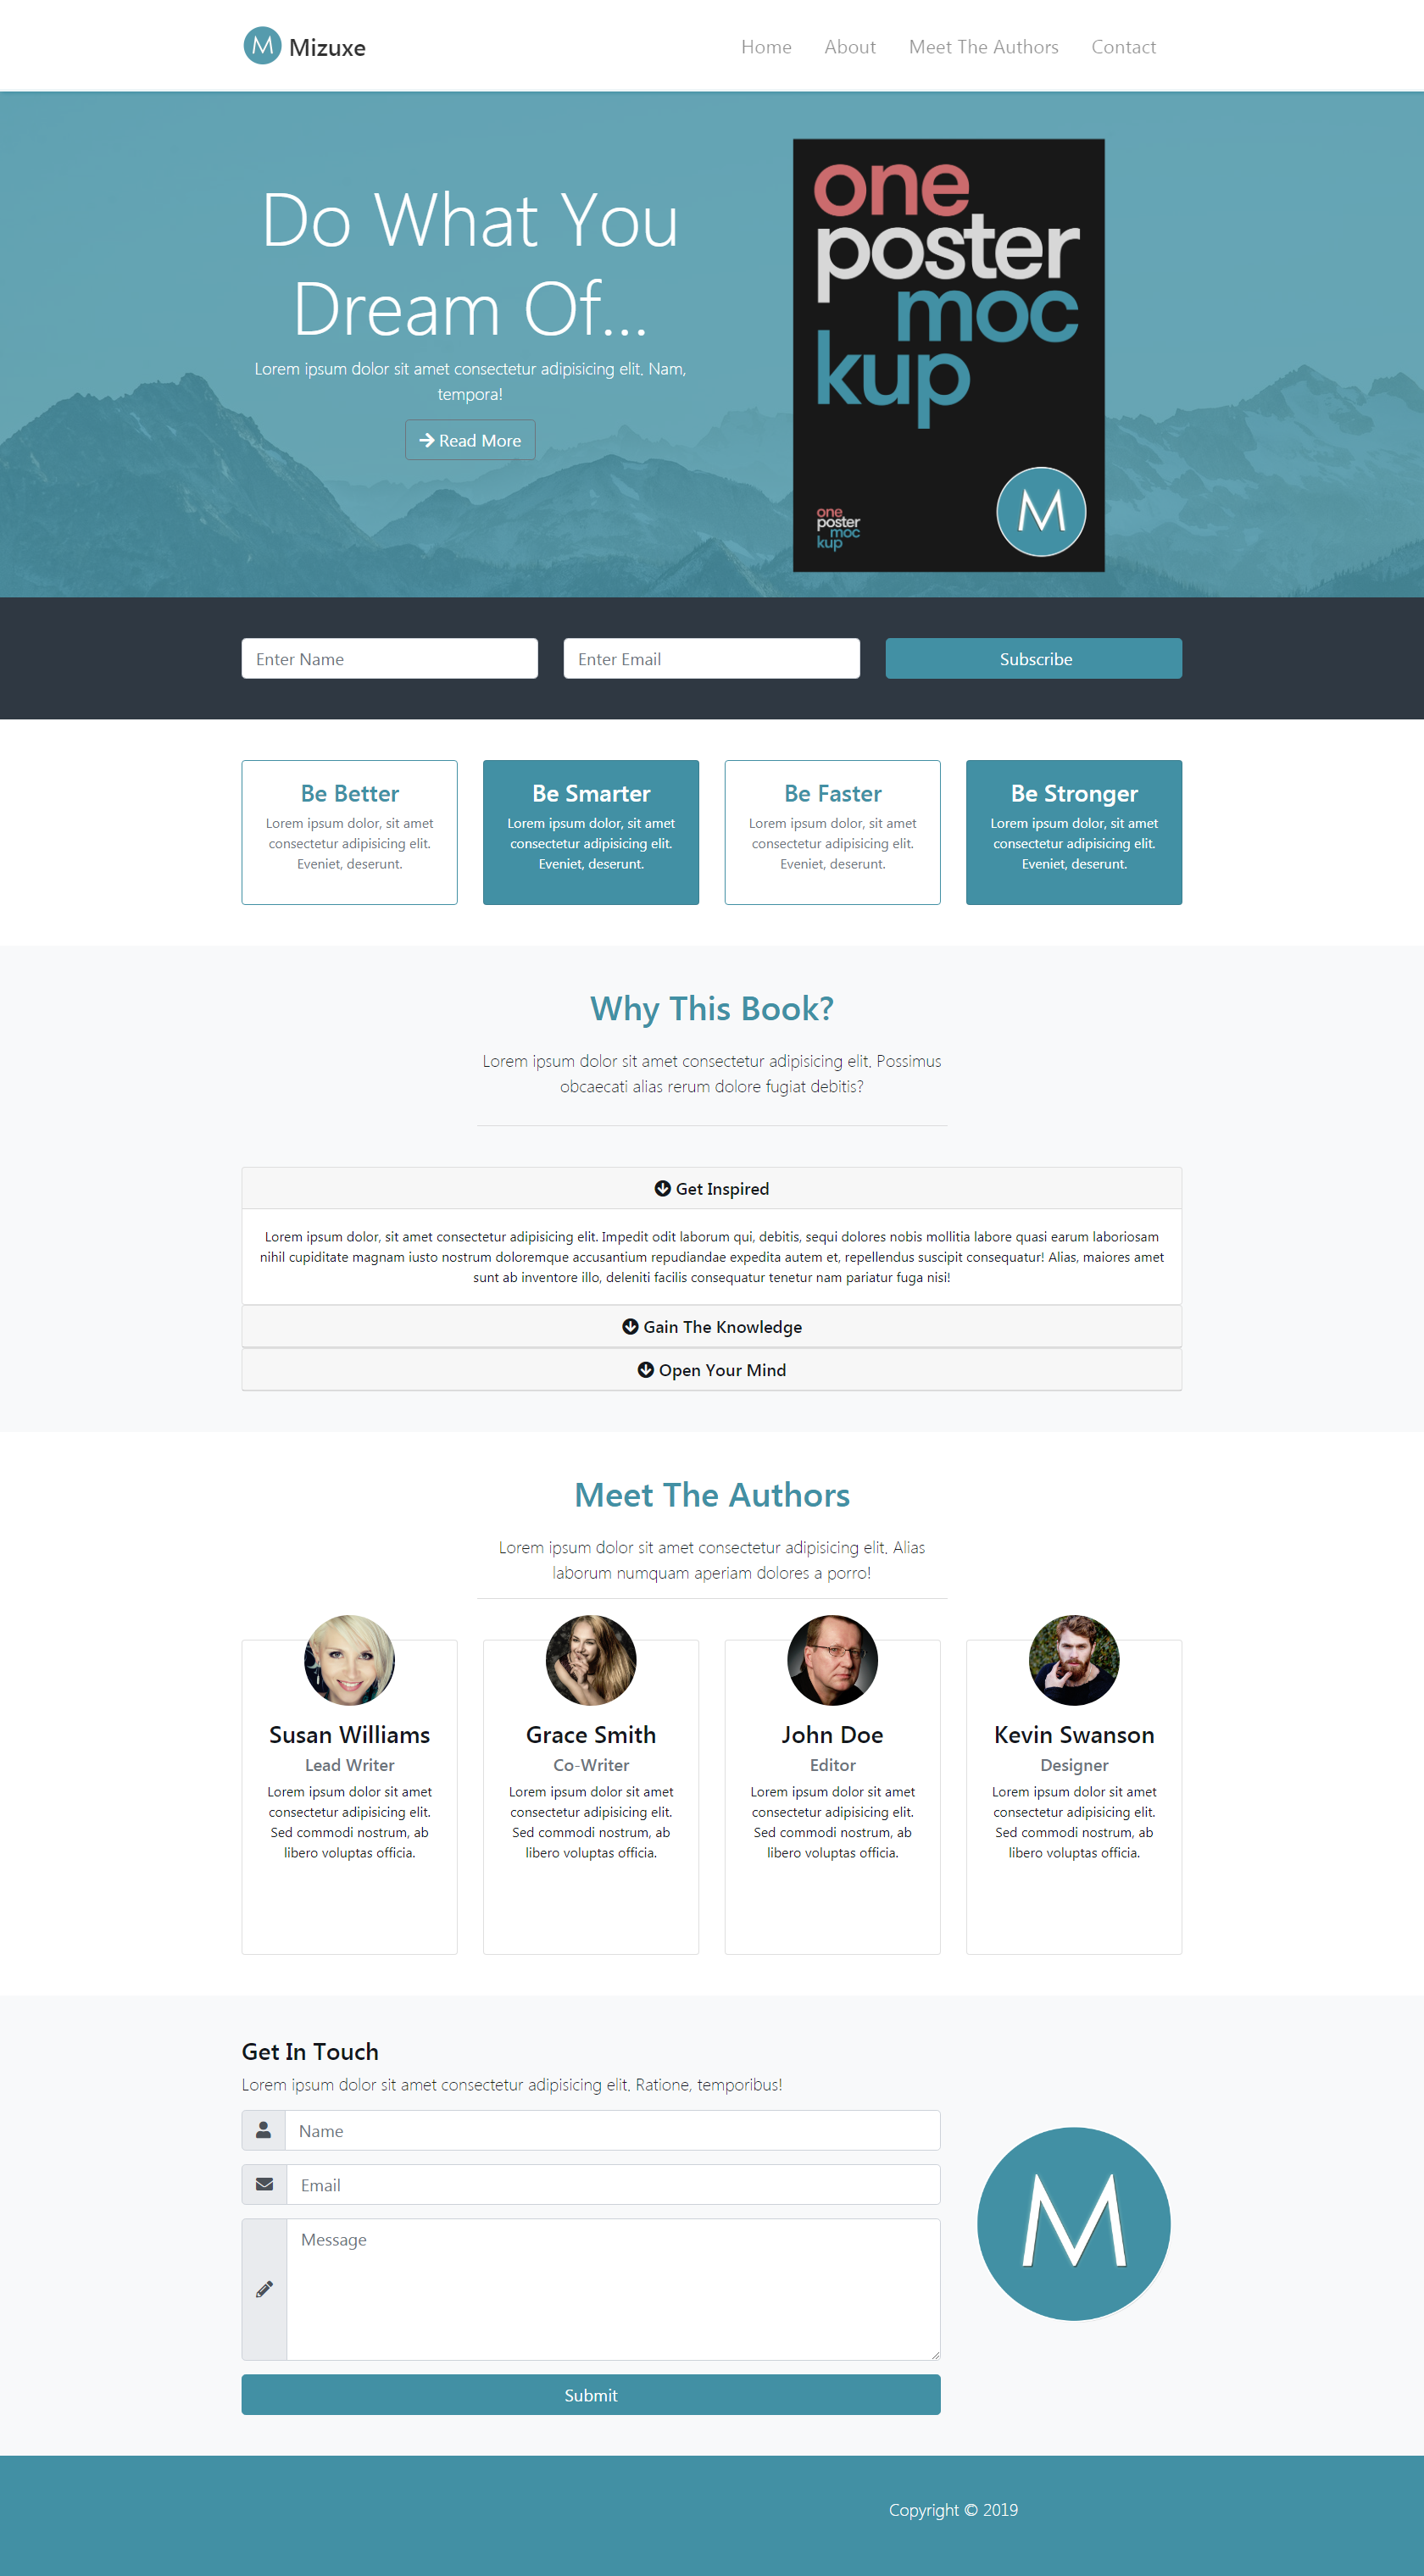 M Mizuxe
Home About Meet The Authors Contact
Do What You
Dream Of...
Lorem ipsum dolor sit amet consectetur adipisicing elit. Nam,
tempora!
Read More
one
poster
moc
kup
one
poster
moc
kup
M
Enter Name
Enter Email
Subscribe
Be Better
Lorem ipsum dolor, sit amet
consectetur adipisicing elit.
Eveniet, deserunt.
Be Smarter
Lorem ipsum dolor, sit amet
consectetur adipisicing elit.
Eveniet, deserunt.
Be Faster
Lorem ipsum dolor, sit amet
consectetur adipisicing elit.
Eveniet, deserunt.
Be Stronger
Lorem ipsum dolor, sit amet
consectetur adipisicing elit.
Eveniet, deserunt.
Why This Book?
Lorem ipsum dolor sit amet consectetur adipisicing elit. Possimus
obcaecati alias rerum dolore fugiat debitis?
Get Inspired
Lorem ipsum dolor, sit amet consectetur adipisicing elit. Impedit odit laborum qui, debitis, sequi dolores nobis mollitia labore quasi earum laboriosam
nihil cupiditate magnam iusto nostrum doloremque accusantium repudiandae expedita autem et, repellendus suscipit consequatur! Alias, maiores amet
sunt ab inventore illo, deleniti facilis consequatur tenetur nam pariatur fuga nisi!
Gain The Knowledge
Open Your Mind
Meet The Authors
Lorem ipsum dolor sit amet consectetur adipisicing elit. Alias
laborum numquam aperiam dolores a porro!
Susan Williams
Lead Writer
Lorem ipsum dolor sit amet
consectetur adipisicing elit.
Sed commodi nostrum, ab
libero voluptas officia.
Grace Smith
Co-Writer
Lorem ipsum dolor sit amet
consectetur adipisicing elit.
Sed commodi nostrum, ab
libero voluptas officia.
John Doe
Editor
Lorem ipsum dolor sit amet
consectetur adipisicing elit.
Sed commodi nostrum, ab
libero voluptas officia.
Kevin Swanson
Designer
Lorem ipsum dolor sit amet
consectetur adipisicing elit.
Sed commodi nostrum, ab
libero voluptas officia.
Get In Touch
Lorem ipsum dolor sit amet consectetur adipisicing elit. Ratione, temporibus!
Name
Email
Message
Submit
M
Copyright © 2019